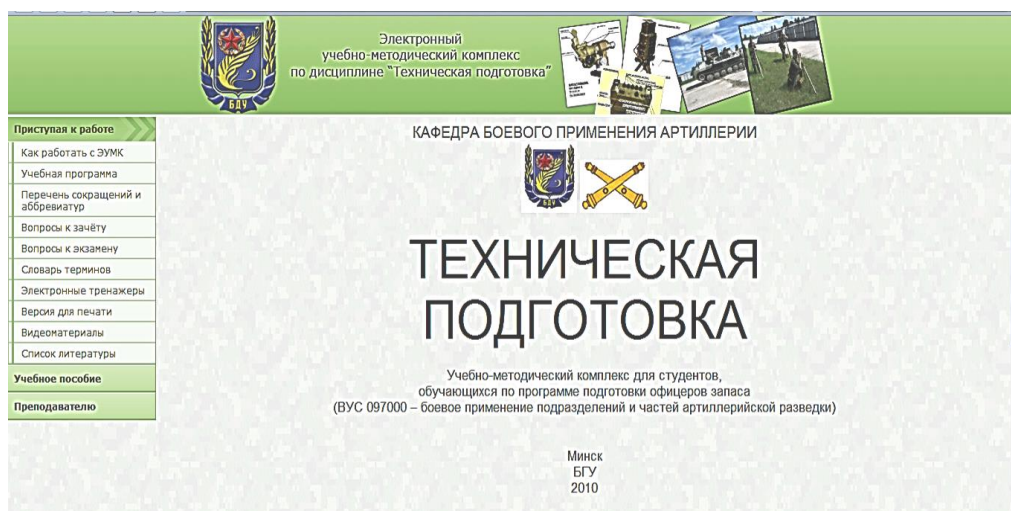 Электронный
учебно-методический комплекс
по дисциплине "Техническая подготовка"
БДУ
Приступая к работе
Как работать с ЭУМК
Учебная программа
Перечень сокращений и
аббревиатур
Вопросы к зачёту
Вопросы к экзамену
Словарь терминов
Электронные тренажеры
Версия для печати
Видеоматериалы
Список литературы
Учебное пособие
Преподавателю
КАФЕДРА БОЕВОГО ПРИМЕНЕНИЯ АРТИЛЛЕРИИ
БДУ
ТЕХНИЧЕСКАЯ
ПОДГОТОВКА
Учебно-методический комплекс для студентов,
обучающихся по программе подготовки офицеров запаса
(ВУС 097000 – боевое применение подразделений и частей артиллерийской разведки)
Минск
БГУ
2010